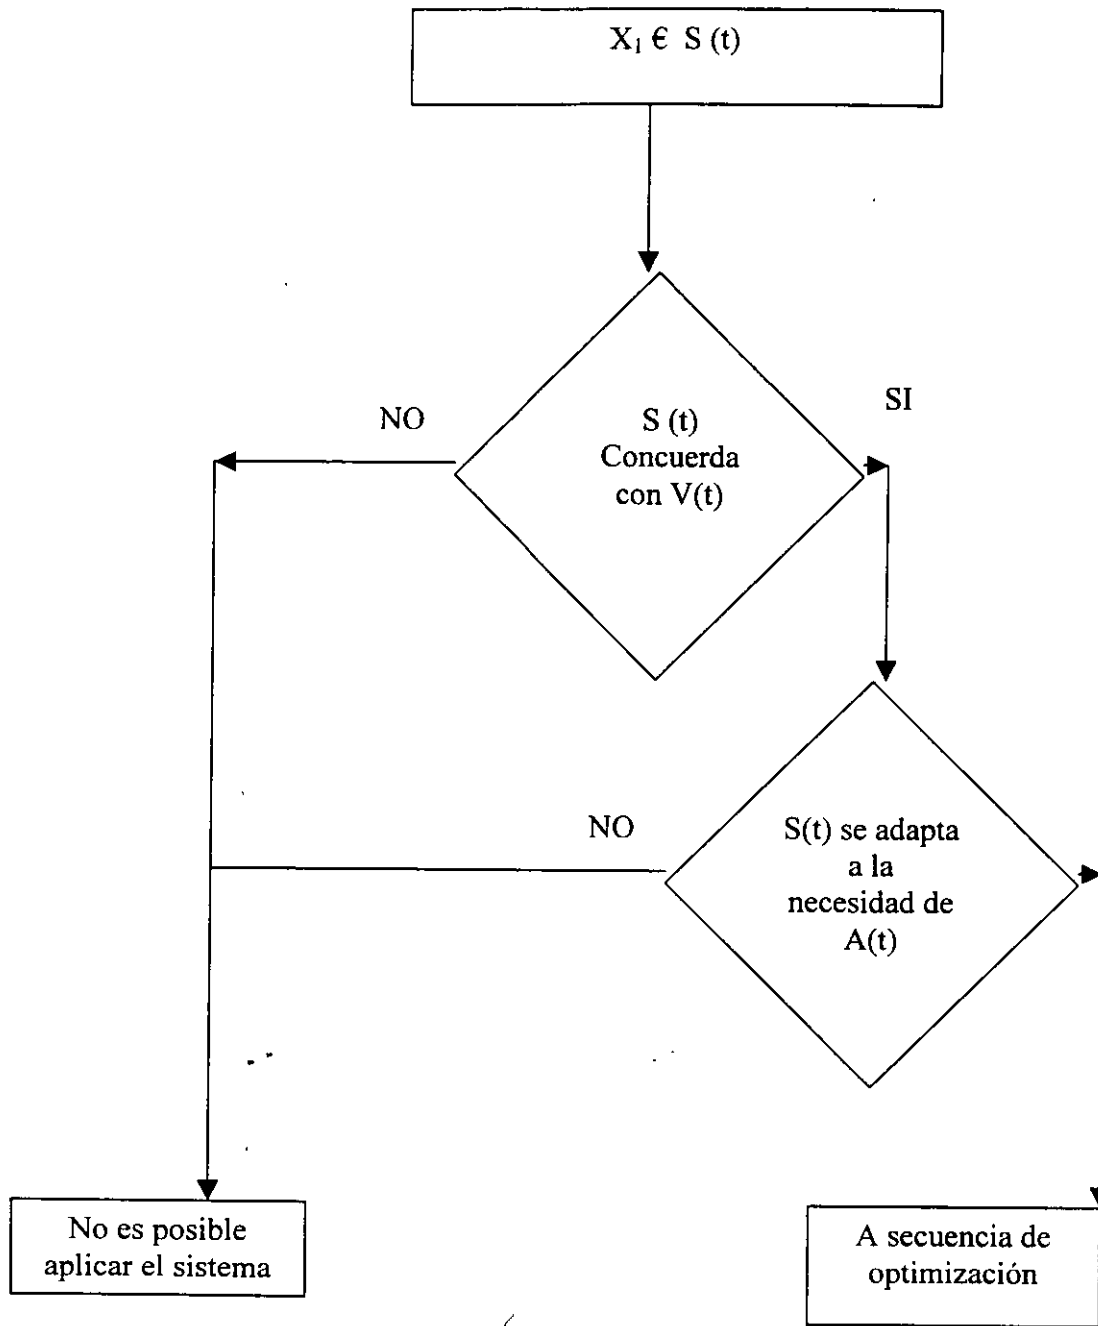 X₁ € S (t)
NO
SI
S (t)
Concuerda
con V(t)
NO
S(t) se adapta
a la
necesidad de
A(t)
No es posible
aplicar el sistema
A secuencia de
optimización